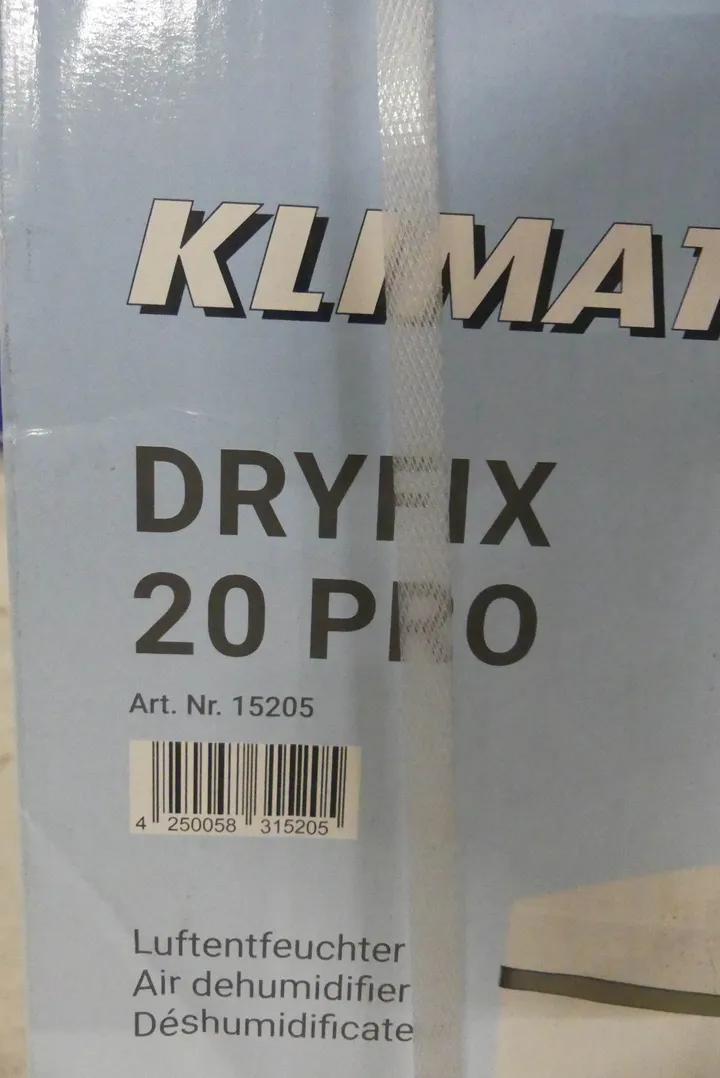 KLIMAT
DRYFIX
20 PRO
Art. Nr. 15205
4 250058 315205
Luftentfeuchter
Air dehumidifier
Déshumidificate